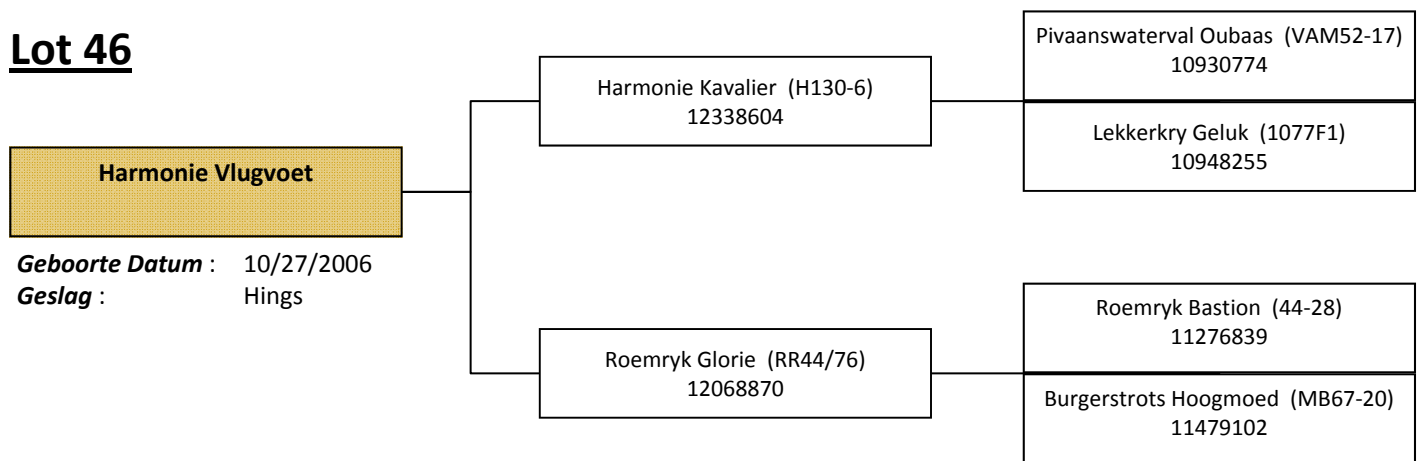 Lot 46
Harmonie Vlugvoet
Geboorte Datum : 10/27/2006
Geslag : Hings
Harmonie Kavalier (H130-6)
12338604
Roemryk Glorie (RR44/76)
12068870
Pivaanswaterval Oubaas (VAM52-17)
10930774
Lekkerkry Geluk (1077F1)
10948255
Roemryk Bastion (44-28)
11276839
Burgerstrots Hoogmoed (MB67-20)
11479102